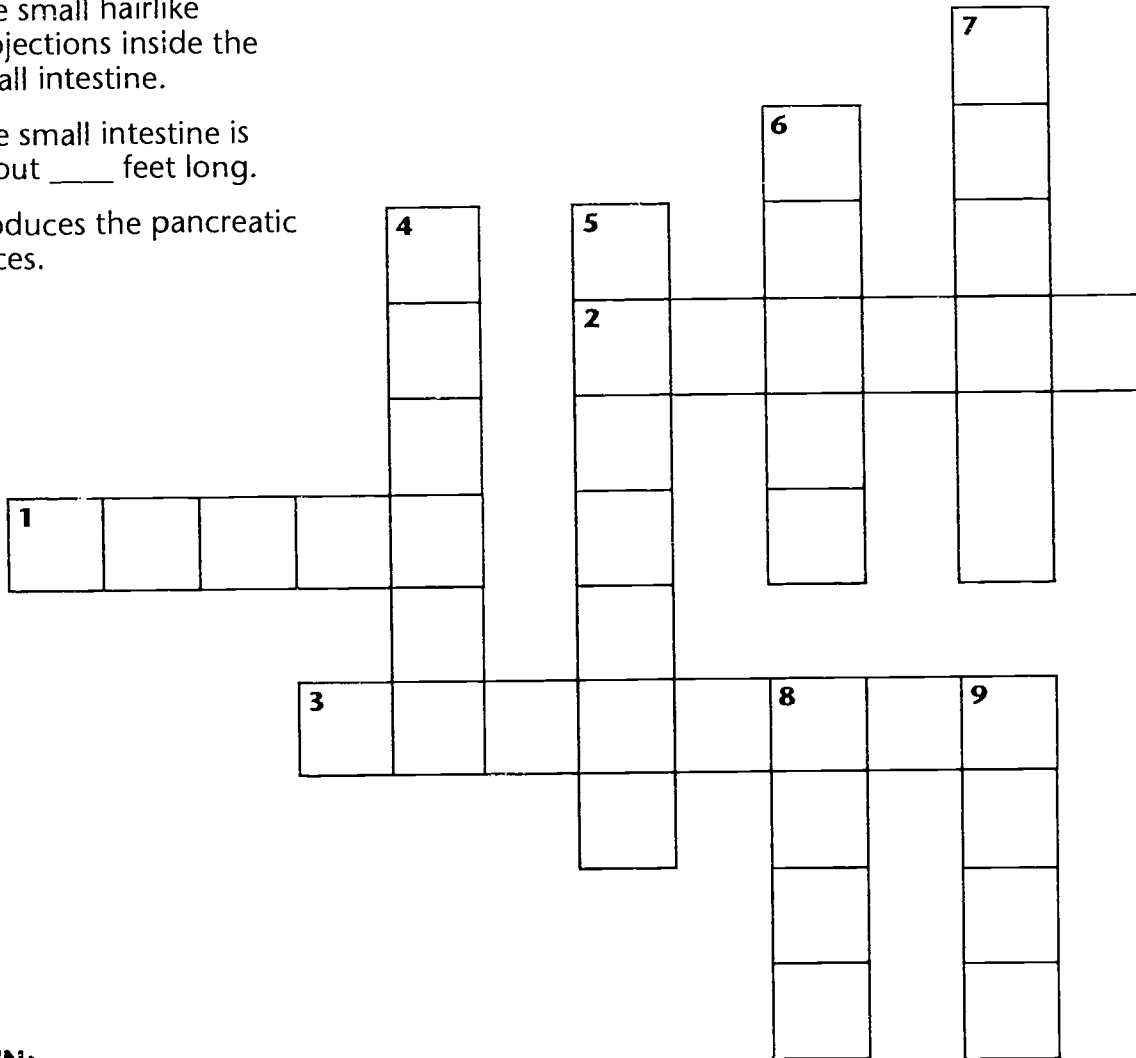 e small hairlike
ojections inside the
all intestine.
e small intestine is
out ____ feet long.
oduces the pancreatic
ces.
7
6
4 5
2
1
3 8 9